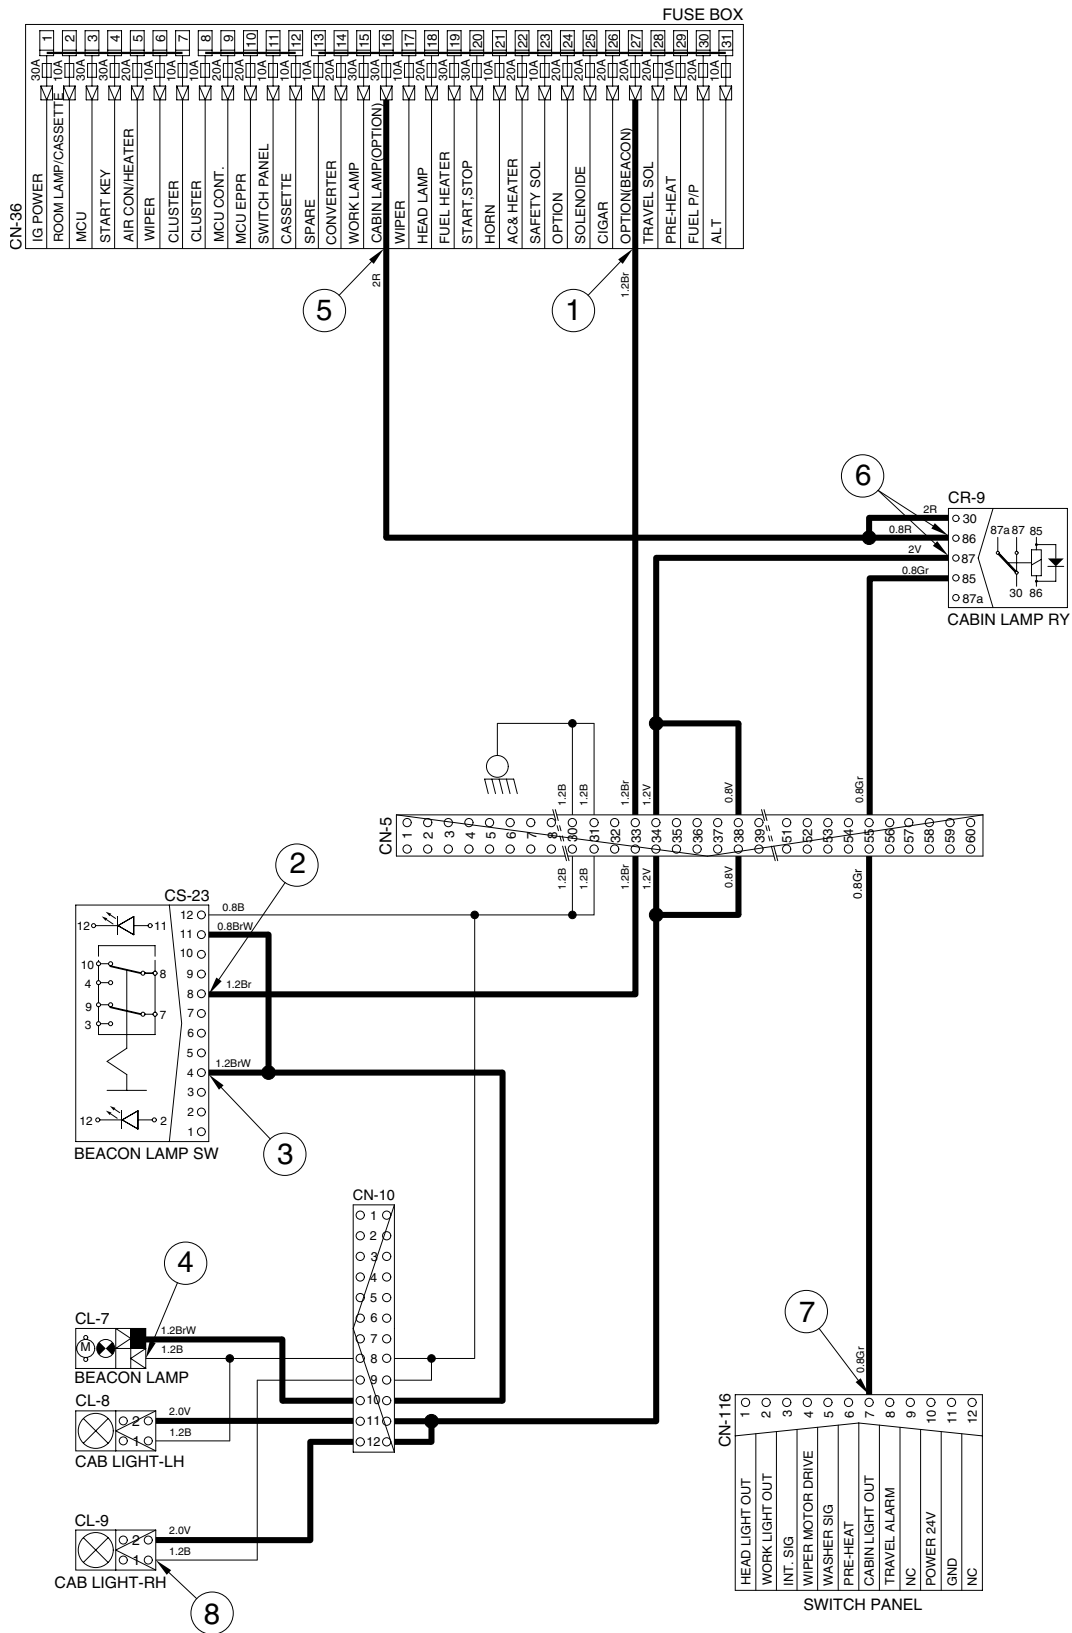 FUSE BOX
1 2 3 4 5 6 7 8 9 10 11 12 13 14 15 16 17 18 19 20 21 22 23 24 25 26 27 28 29 30 31
30A 10A 30A 30A 20A 10A 10A 10A 20A 10A 10A 10A 20A 10A 20A 30A 10A 20A 30A 30A 10A 20A 20A 10A 20A 20A 20A 20A 10A 20A 10A
CN-36
IG POWER
ROOM LAMP/CASSETTE
MCU
START KEY
AIR CON/HEATER
WIPER
CLUSTER
CLUSTER
MCU CONT.
MCU EPPR
SWITCH PANEL
CASSETTE
SPARE
CONVERTER
WORK LAMP
CABIN LAMP(OPTION)
WIPER
HEAD LAMP
FUEL HEATER
START,STOP
HORN
AC& HEATER
SAFETY SOL
OPTION
SOLENOIDE
CIGAR
OPTION(BEACON)
TRAVEL SOL
PRE-HEAT
FUEL P/P
ALT
2R
1.2Br
5
1
6
CR-9
2R
30
0.8R
86
2V
87
0.8Gr
85
87a
87a 87 85
30 86
CABIN LAMP RY
1.2B
1.2B
1.2Br
1.2V
0.8V
0.8Gr
CN-5
1 2 3 4 5 6 7 8 30 31 32 33 34 35 36 37 38 39 51 52 53 54 55 56 57 58 59 60
1.2B
1.2B
1.2Br
1.2V
0.8V
0.8Gr
2
CS-23
12
0.8B
11
0.8BrW
10
9
8
1.2Br
7
6
5
4
1.2BrW
3
2
1
12 11
10 8
4
9 7
3
12 2
BEACON LAMP SW
3
CN-10
1
2
3
4
5
6
7
8
9
10
11
12
4
CL-7
M
1.2BrW
1.2B
BEACON LAMP
CL-8
2
2.0V
1
1.2B
CAB LIGHT-LH
CL-9
2
2.0V
1
1.2B
CAB LIGHT-RH
8
7
0.8Gr
CN-116
1 2 3 4 5 6 7 8 9 10 11 12
HEAD LIGHT OUT
WORK LIGHT OUT
INT. SIG
WIPER MOTOR DRIVE
WASHER SIG
PRE-HEAT
CABIN LIGHT OUT
TRAVEL ALARM
NC
POWER 24V
GND
NC
SWITCH PANEL